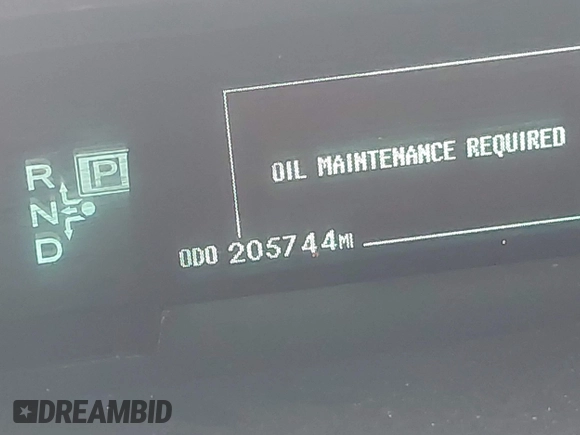 OIL MAINTENANCE REQUIRED
R P
N
D
ODO 205744MI
DREAMBID